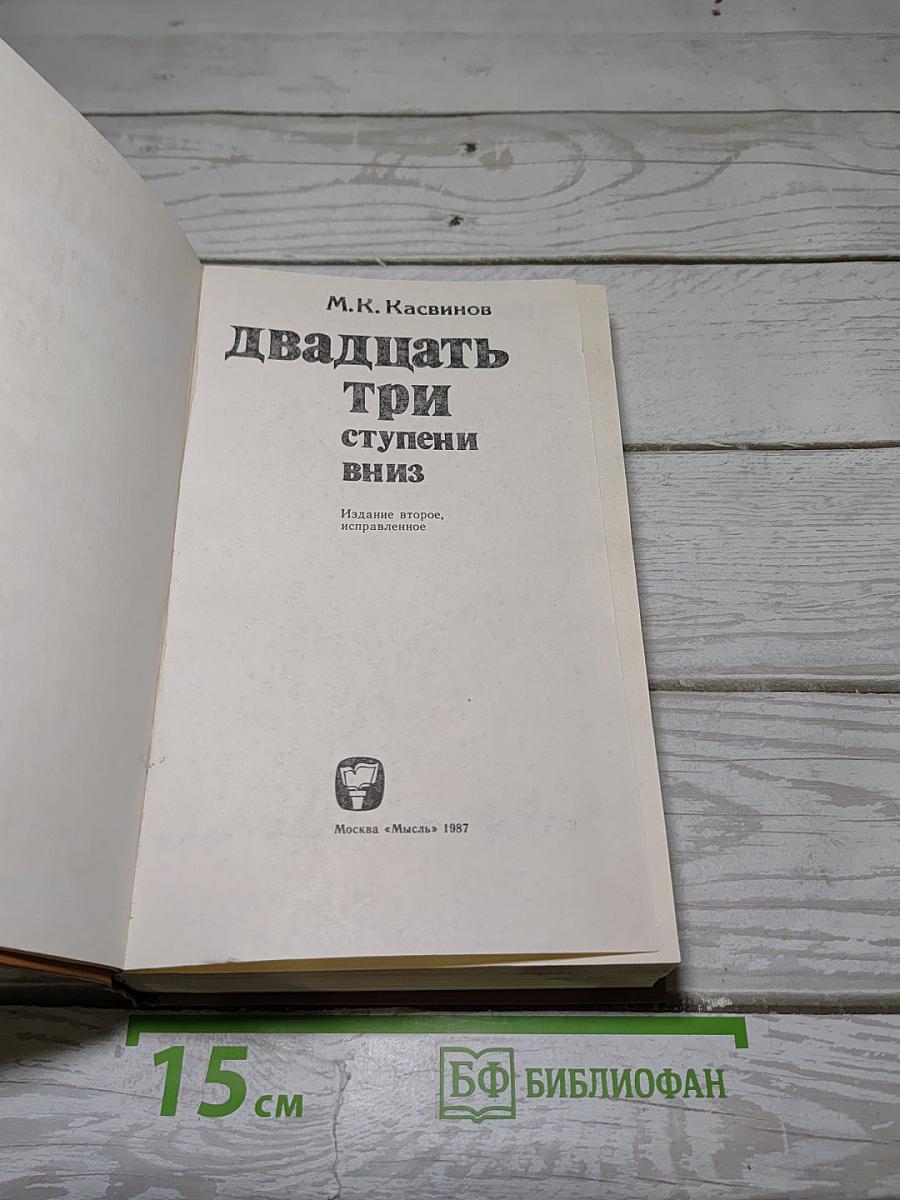 М.К. Касвинов
двадцать
три
ступени
вниз
Издание второе,
исправленное
Москва «Мысль» 1987
15 см
БФ БИБЛИОФАН